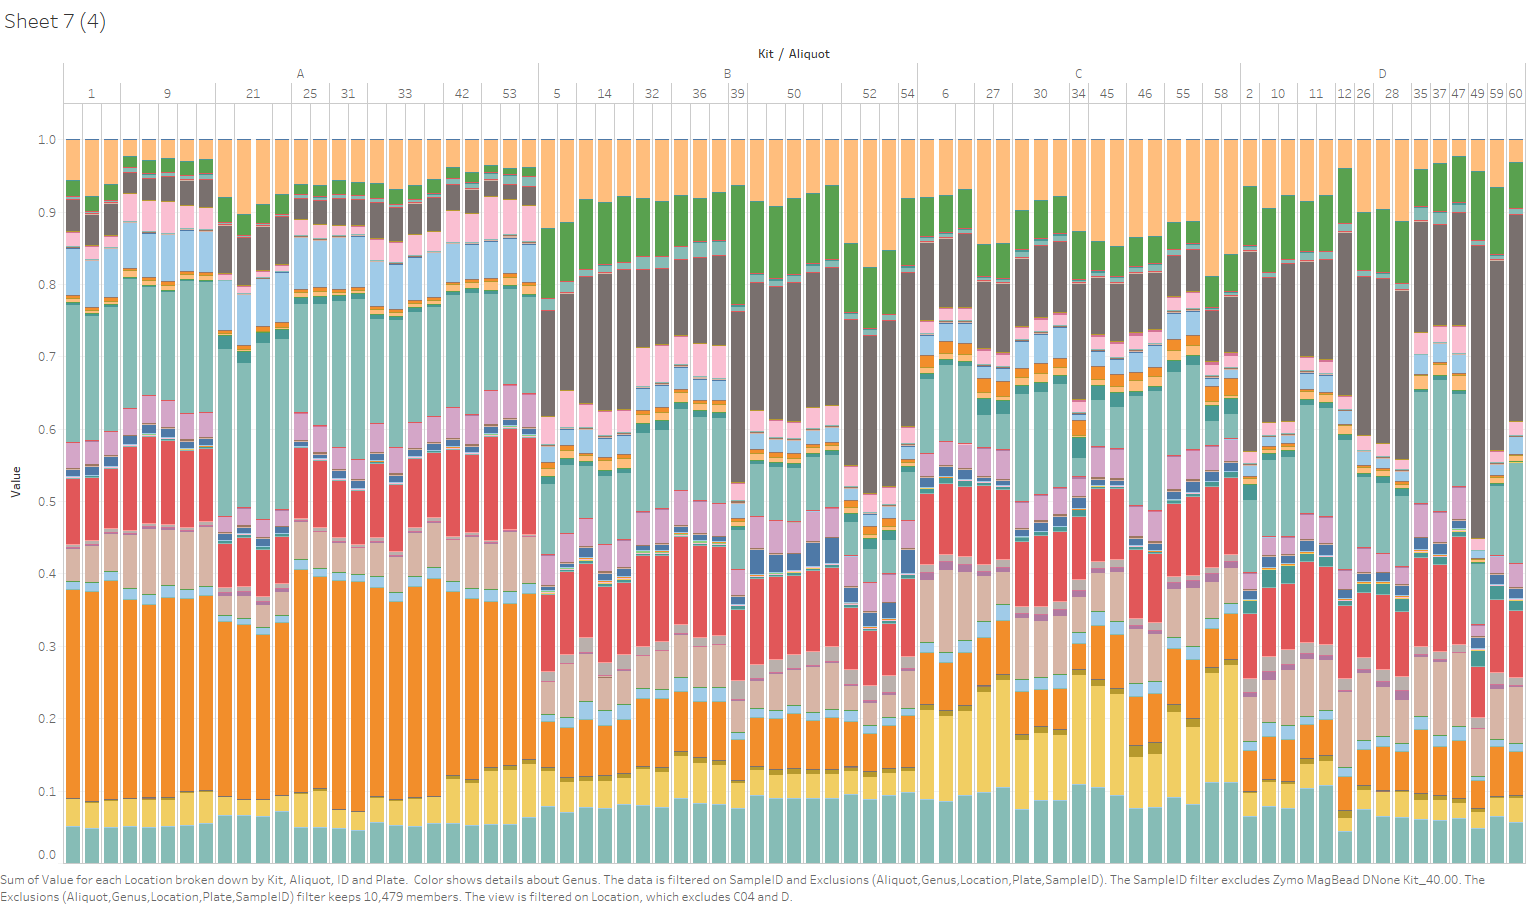 Sheet 7 (4)
Kit / Aliquot
A B C D
1 9 21 25 31 33 42 53 5 14 32 36 39 50 52 54 6 27 30 34 45 46 55 58 2 10 11 12 26 28 35 37 47 49 59 60
1.0
0.9
0.8
0.7
0.6
0.5
0.4
0.3
0.2
0.1
0.0
Value
Sum of Value for each Location broken down by Kit, Aliquot, ID and Plate.  Color shows details about Genus. The data is filtered on SampleID and Exclusions (Aliquot,Genus,Location,Plate,SampleID). The SampleID filter excludes Zymo MagBead DNone Kit_40.00. The
Exclusions (Aliquot,Genus,Location,Plate,SampleID) filter keeps 10,479 members. The view is filtered on Location, which excludes C04 and D.